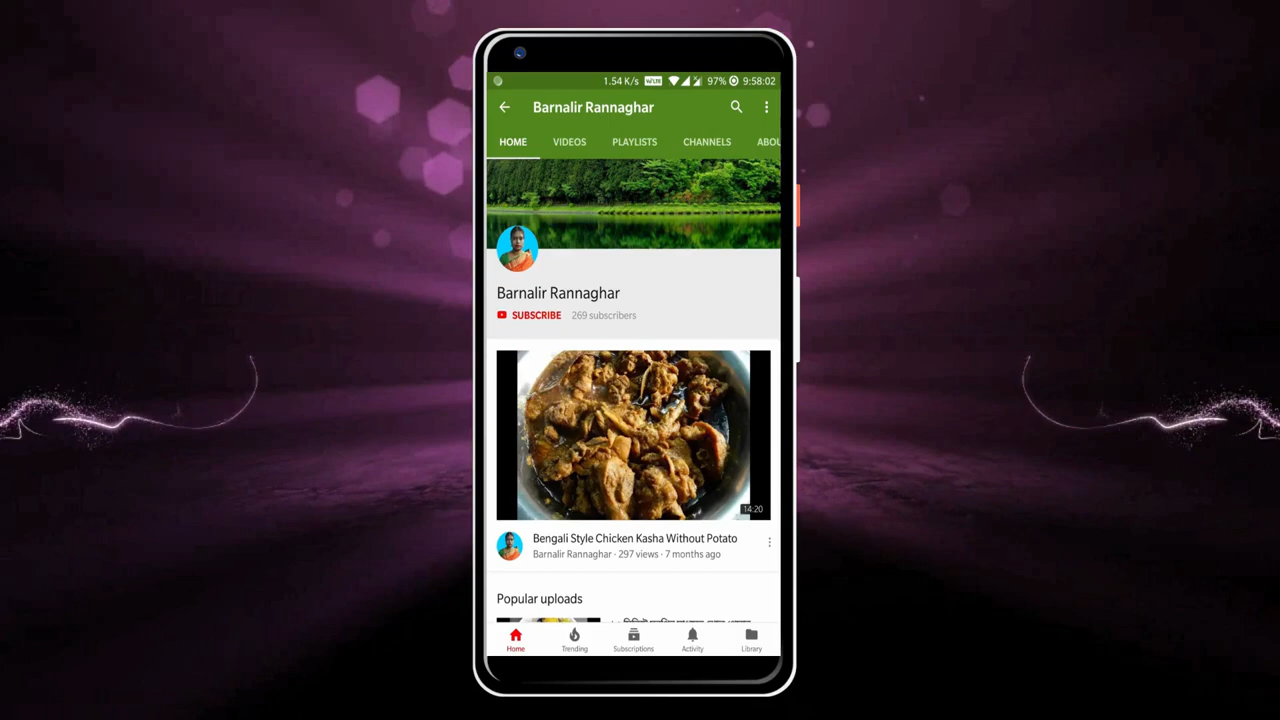 1.54 K/s VoLTE 97% 9:58:02
Barnalir Rannaghar
HOME VIDEOS PLAYLISTS CHANNELS ABOU
Barnalir Rannaghar
SUBSCRIBE 269 subscribers
14:20
Bengali Style Chicken Kasha Without Potato
Barnalir Rannaghar · 297 views · 7 months ago
Popular uploads
Home Trending Subscriptions Activity Library